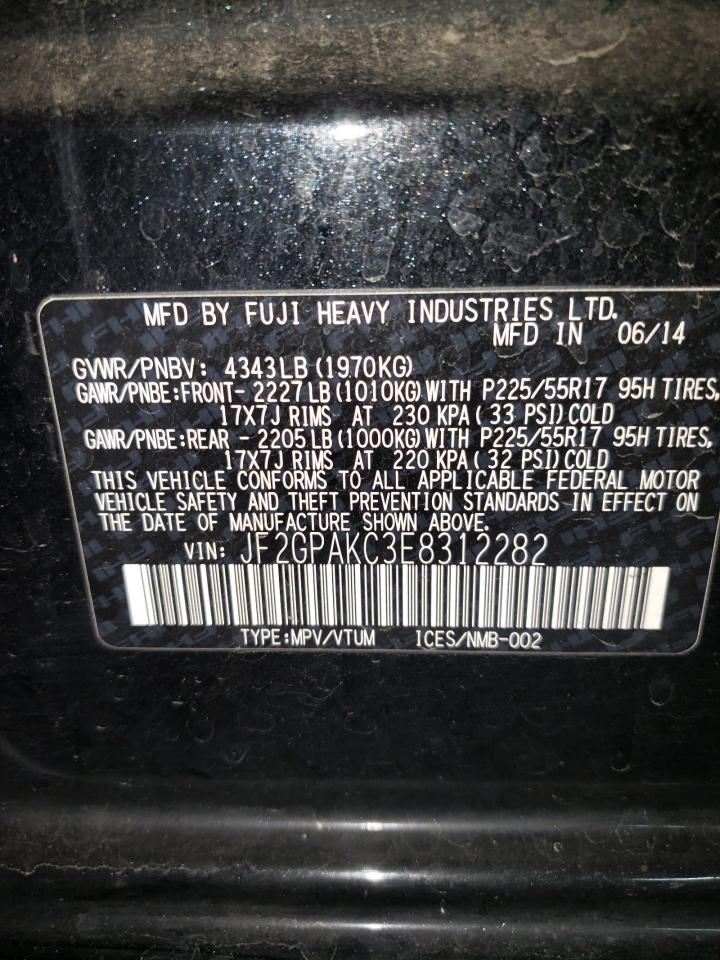 MFD BY FUJI HEAVY INDUSTRIES LTD.
MFD IN 06/14
GVWR/PNBV: 4343LB(1970KG)
GAWR/PNBE:FRONT- 2227LB(1010KG)WITH P225/55R17 95H TIRES,
17X7J RIMS AT 230 KPA( 33 PSI)COLD
GAWR/PNBE:REAR - 2205LB(1000KG)WITH P225/55R17 95H TIRES,
17X7J RIMS AT 220 KPA( 32 PSI)COLD
THIS VEHICLE CONFORMS TO ALL APPLICABLE FEDERAL MOTOR
VEHICLE SAFETY AND THEFT PREVENTION STANDARDS IN EFFECT ON
THE DATE OF MANUFACTURE SHOWN ABOVE.
VIN: JF2GPAKC3E8312282
TYPE:MPV/VTUM ICES/NMB-002